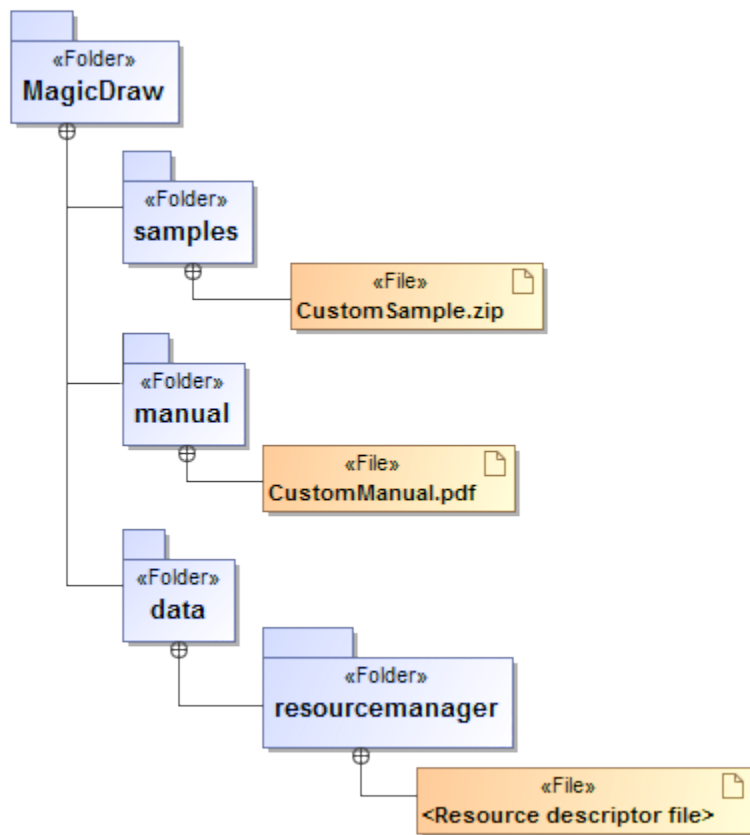 «Folder»
MagicDraw
«Folder»
samples
«File»
CustomSample.zip
«Folder»
manual
«File»
CustomManual.pdf
«Folder»
data
«Folder»
resourcemanager
«File»
<Resource descriptor file>